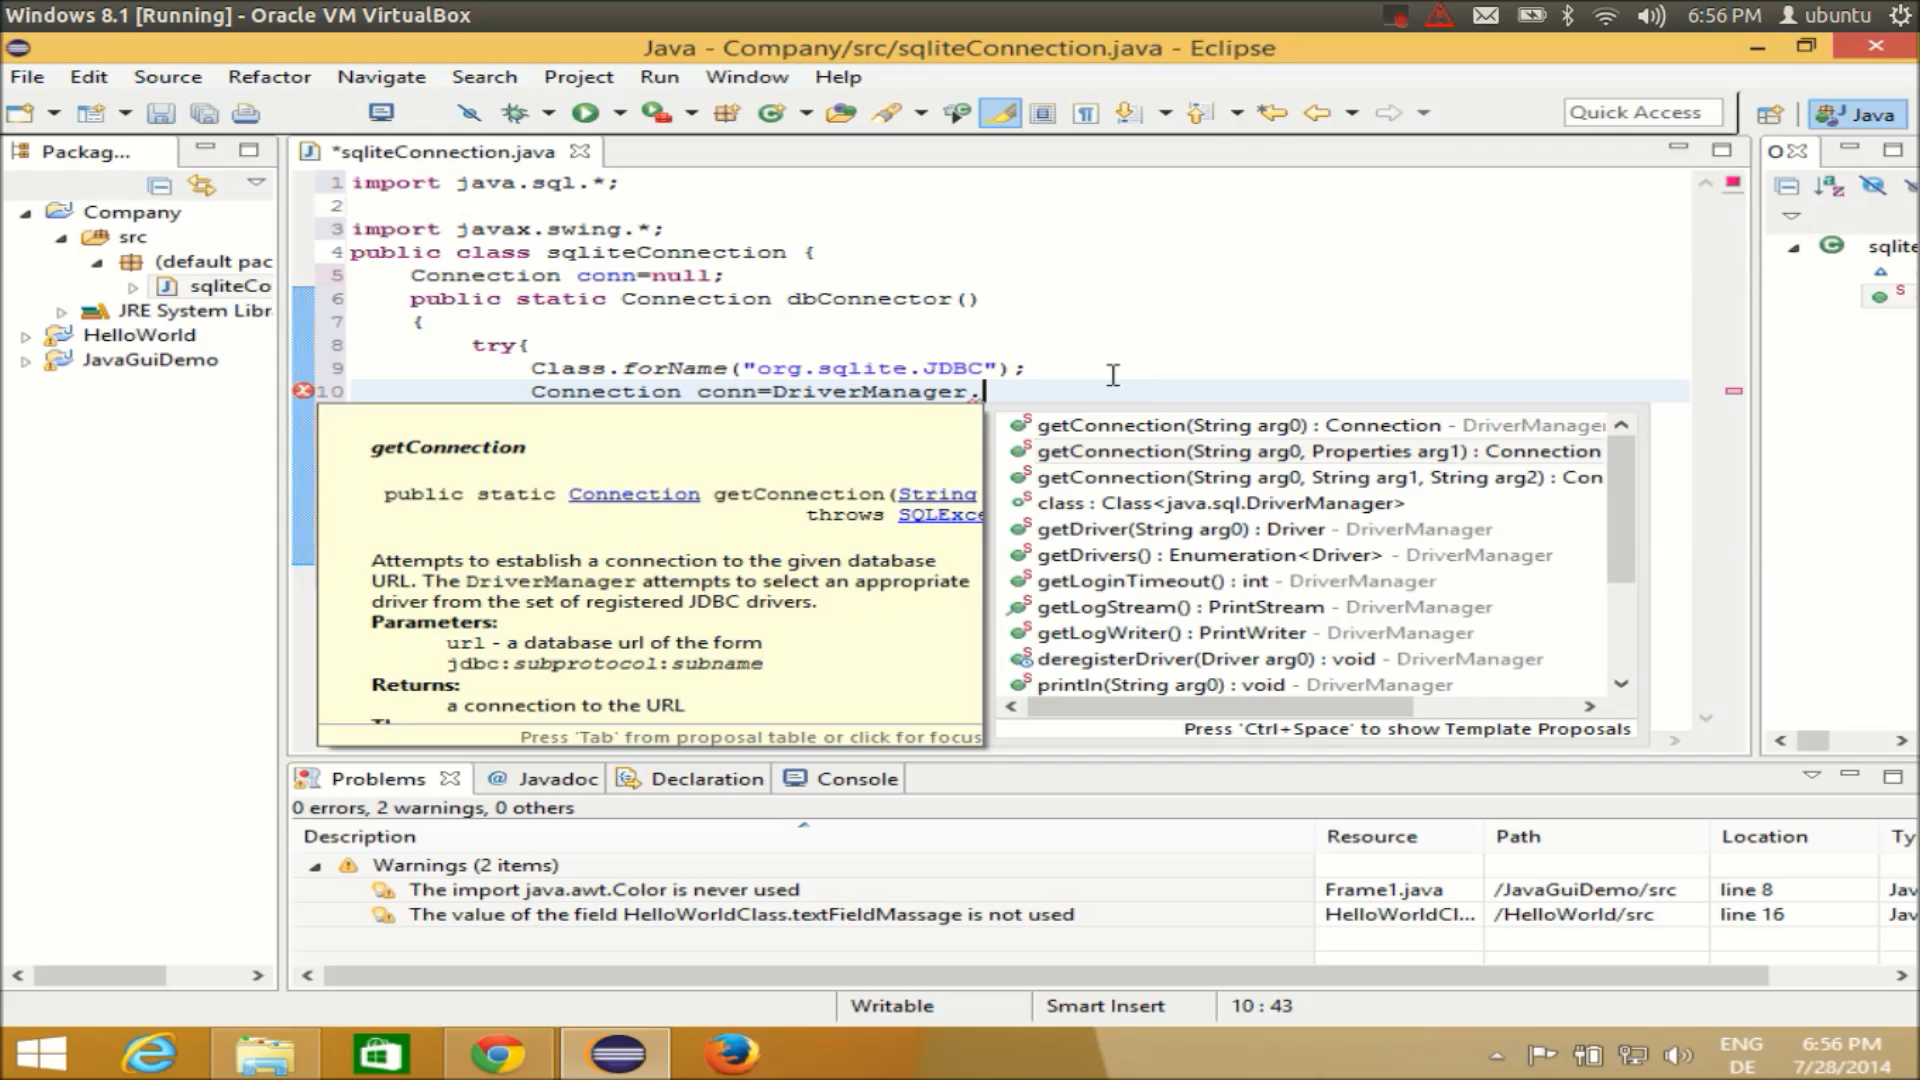 Windows 8.1 [Running] - Oracle VM VirtualBox
6:56 PM ubuntu
Java - Company/src/sqliteConnection.java - Eclipse
File Edit Source Refactor Navigate Search Project Run Window Help
Quick Access
Java
Packag...
*sqliteConnection.java
Company
src
(default pac
sqliteCo
JRE System Libr
HelloWorld
JavaGuiDemo
1 import java.sql.*;
2
3 import javax.swing.*;
4 public class sqliteConnection {
5 Connection conn=null;
6 public static Connection dbConnector()
7 {
8 try{
9 Class.forName("org.sqlite.JDBC");
10 Connection conn=DriverManager.
getConnection
public static Connection getConnection(String
throws SQLExce
Attempts to establish a connection to the given database
URL. The DriverManager attempts to select an appropriate
driver from the set of registered JDBC drivers.
Parameters:
url - a database url of the form
jdbc:subprotocol:subname
Returns:
a connection to the URL
Press 'Tab' from proposal table or click for focus
getConnection(String arg0) : Connection - DriverManager
getConnection(String arg0, Properties arg1) : Connection
getConnection(String arg0, String arg1, String arg2) : Con
class : Class<java.sql.DriverManager>
getDriver(String arg0) : Driver - DriverManager
getDrivers() : Enumeration<Driver> - DriverManager
getLoginTimeout() : int - DriverManager
getLogStream() : PrintStream - DriverManager
getLogWriter() : PrintWriter - DriverManager
deregisterDriver(Driver arg0) : void - DriverManager
println(String arg0) : void - DriverManager
Press 'Ctrl+Space' to show Template Proposals
O
sqlite
Problems Javadoc Declaration Console
0 errors, 2 warnings, 0 others
Description Resource Path Location Ty
Warnings (2 items)
The import java.awt.Color is never used Frame1.java /JavaGuiDemo/src line 8 Jav
The value of the field HelloWorldClass.textFieldMassage is not used HelloWorldCl... /HelloWorld/src line 16 Jav
Writable Smart Insert 10 : 43
ENG 6:56 PM
DE 7/28/2014